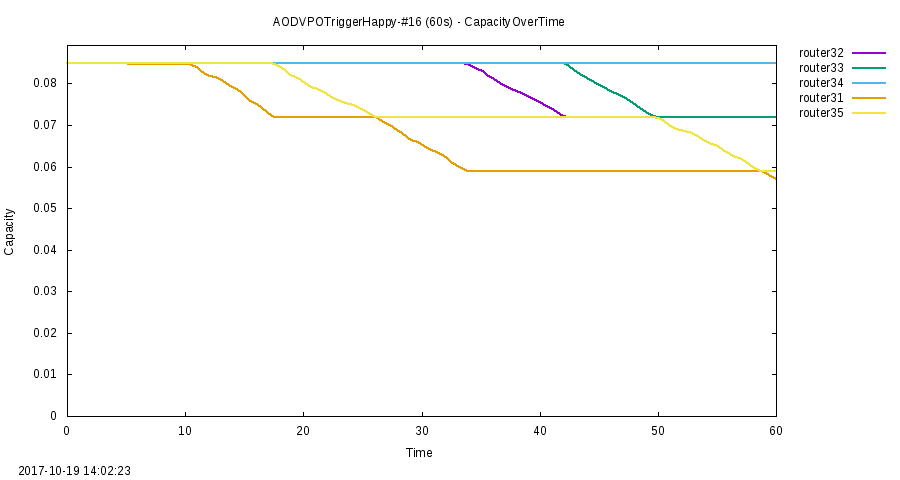 AODVPOTriggerHappy-#16 (60s) - CapacityOverTime
router32
router33
router34
router31
router35
0.08
0.07
0.06
0.05
0.04
0.03
0.02
0.01
0
Capacity
0 10 20 30 40 50 60
Time
2017-10-19 14:02:23